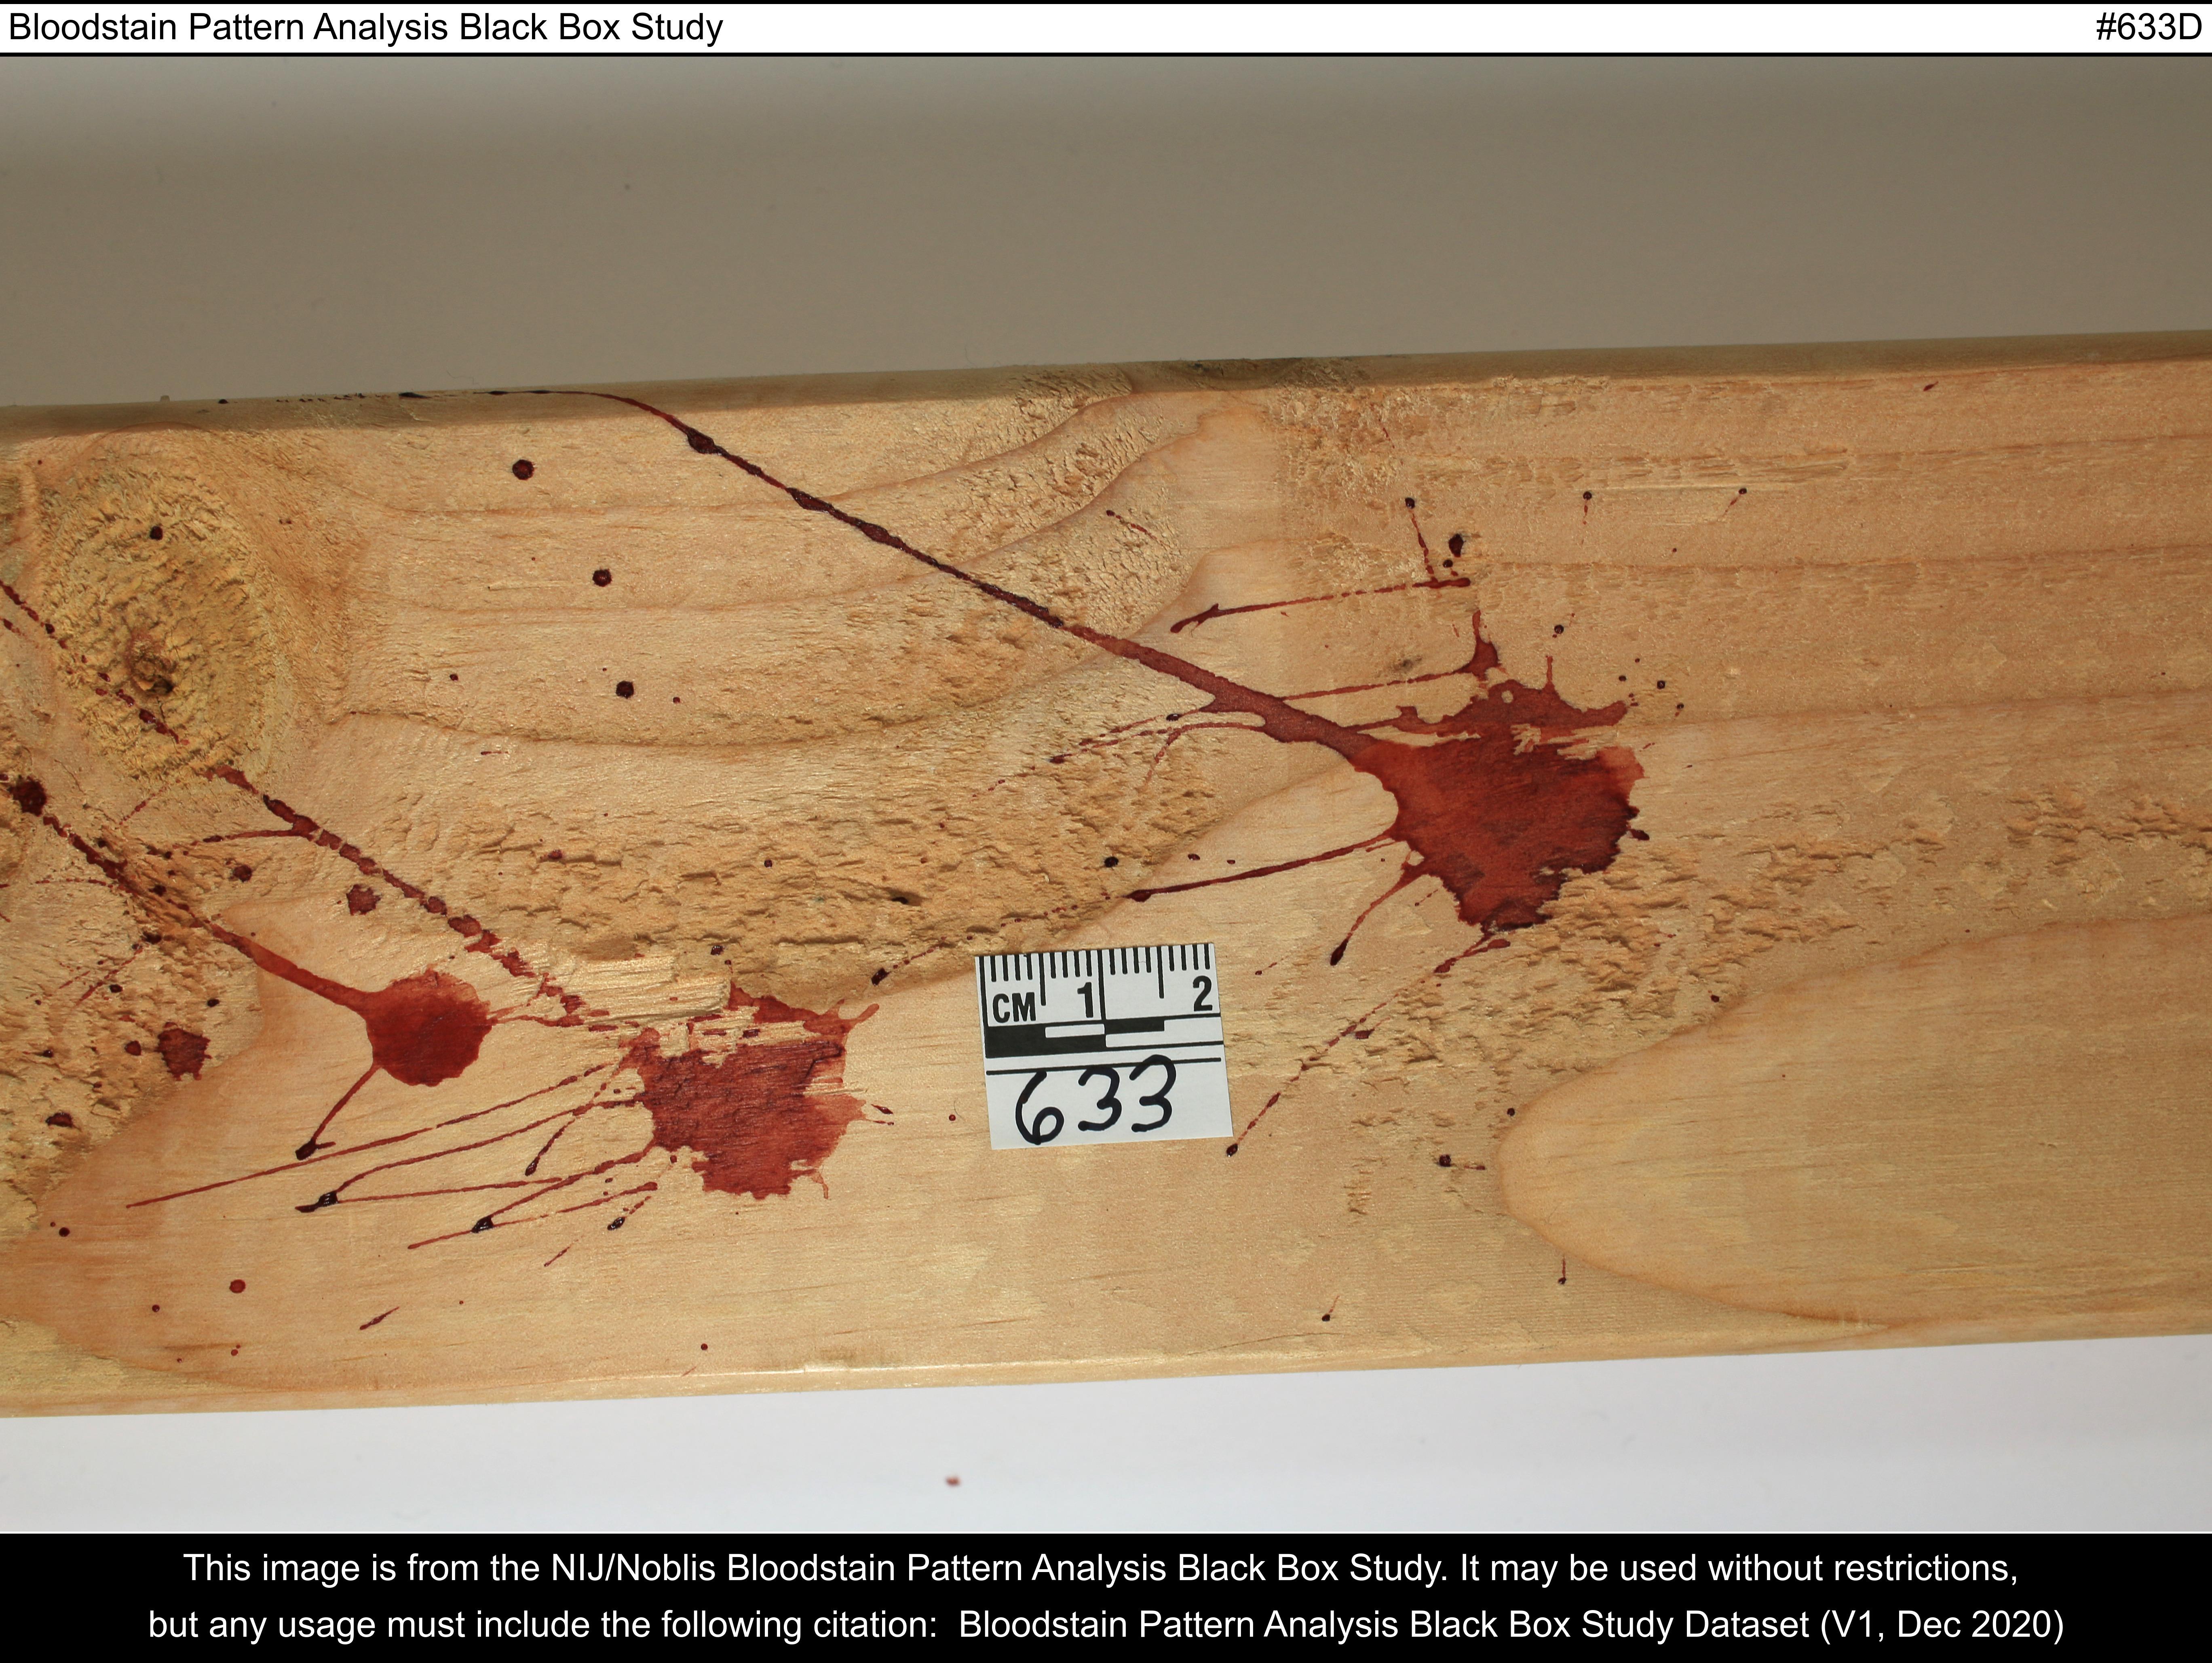 Bloodstain Pattern Analysis Black Box Study #633D
CM 1 2
633
This image is from the NIJ/Noblis Bloodstain Pattern Analysis Black Box Study. It may be used without restrictions,
but any usage must include the following citation: Bloodstain Pattern Analysis Black Box Study Dataset (V1, Dec 2020)